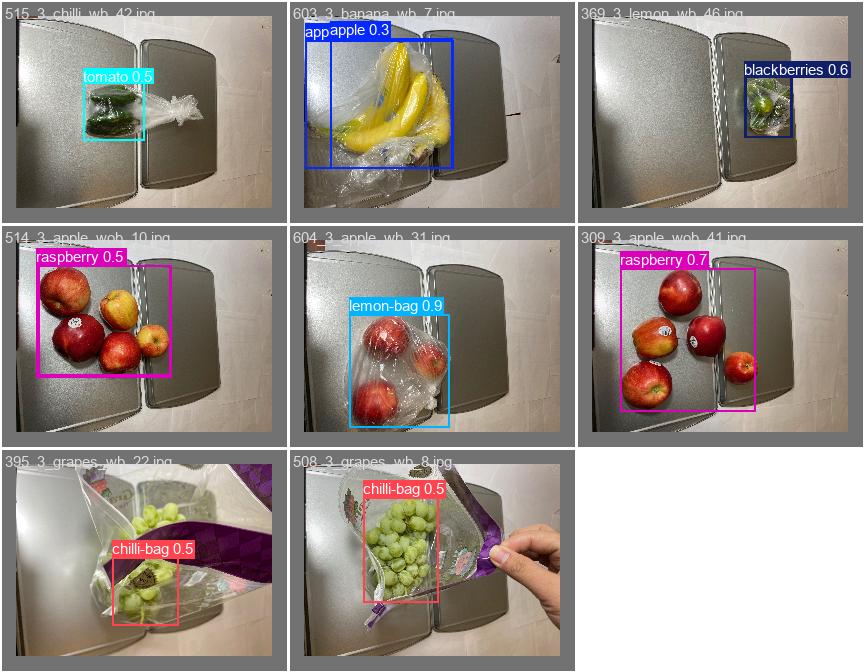 515_3_chilli_wb_42.jpg
tomato 0.5
603_3_banana_wb_7.jpg
apple 0.3
369_3_lemon_wb_46.jpg
blackberries 0.6
514_3_apple_wob_10.jpg
raspberry 0.5
604_3_apple_wb_31.jpg
lemon-bag 0.9
309_3_apple_wob_41.jpg
raspberry 0.7
395_3_grapes_wb_22.jpg
chilli-bag 0.5
508_3_grapes_wb_8.jpg
chilli-bag 0.5